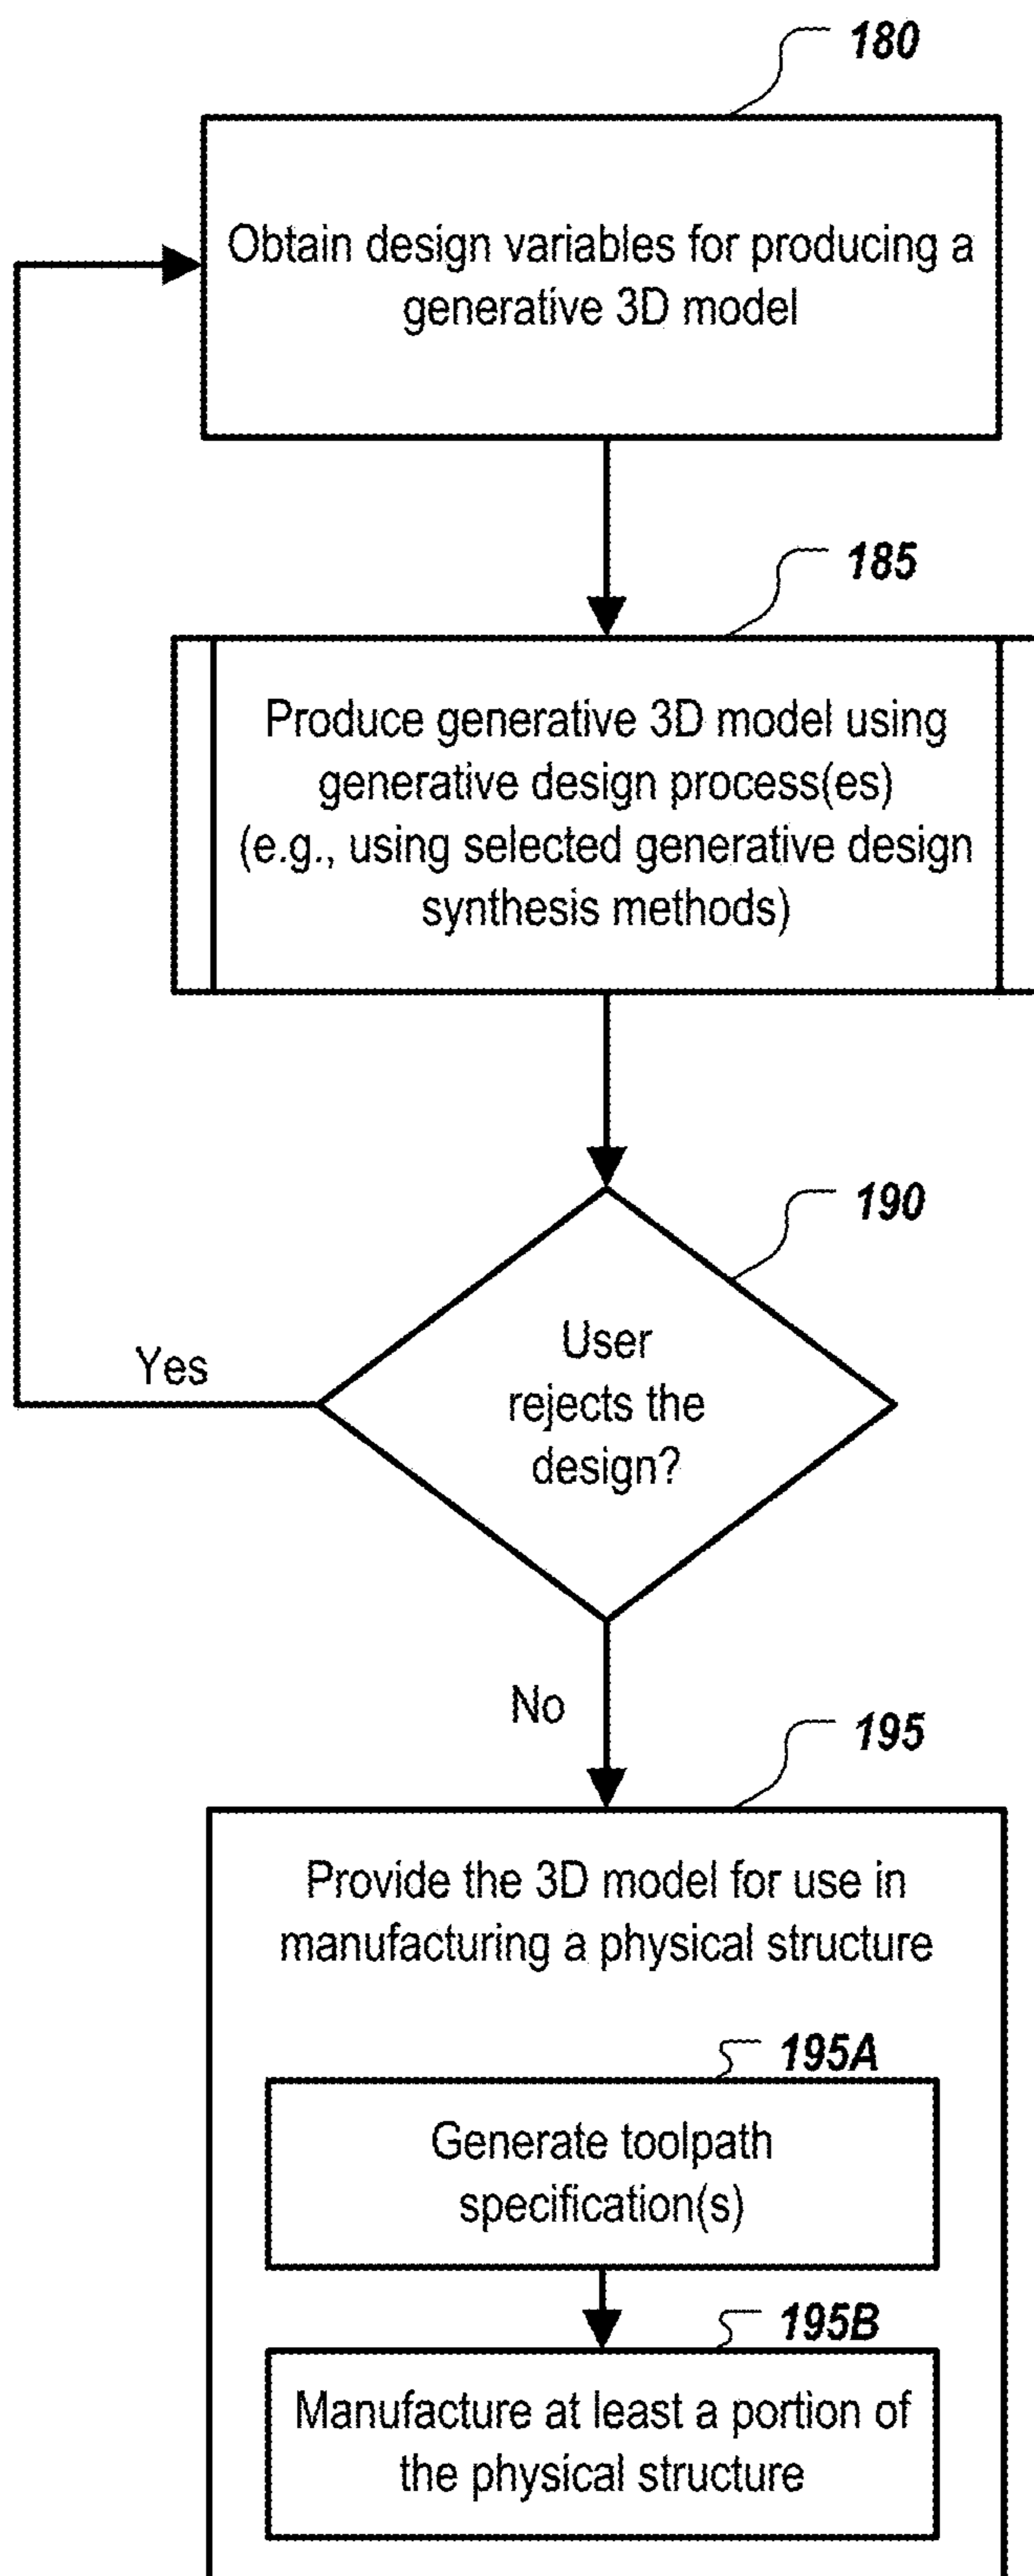 180
Obtain design variables for producing a
generative 3D model
185
Produce generative 3D model using
generative design process(es)
(e.g., using selected generative design
synthesis methods)
190
User
rejects the
design?
Yes
No
195
Provide the 3D model for use in
manufacturing a physical structure
195A
Generate toolpath
specification(s)
195B
Manufacture at least a portion of
the physical structure